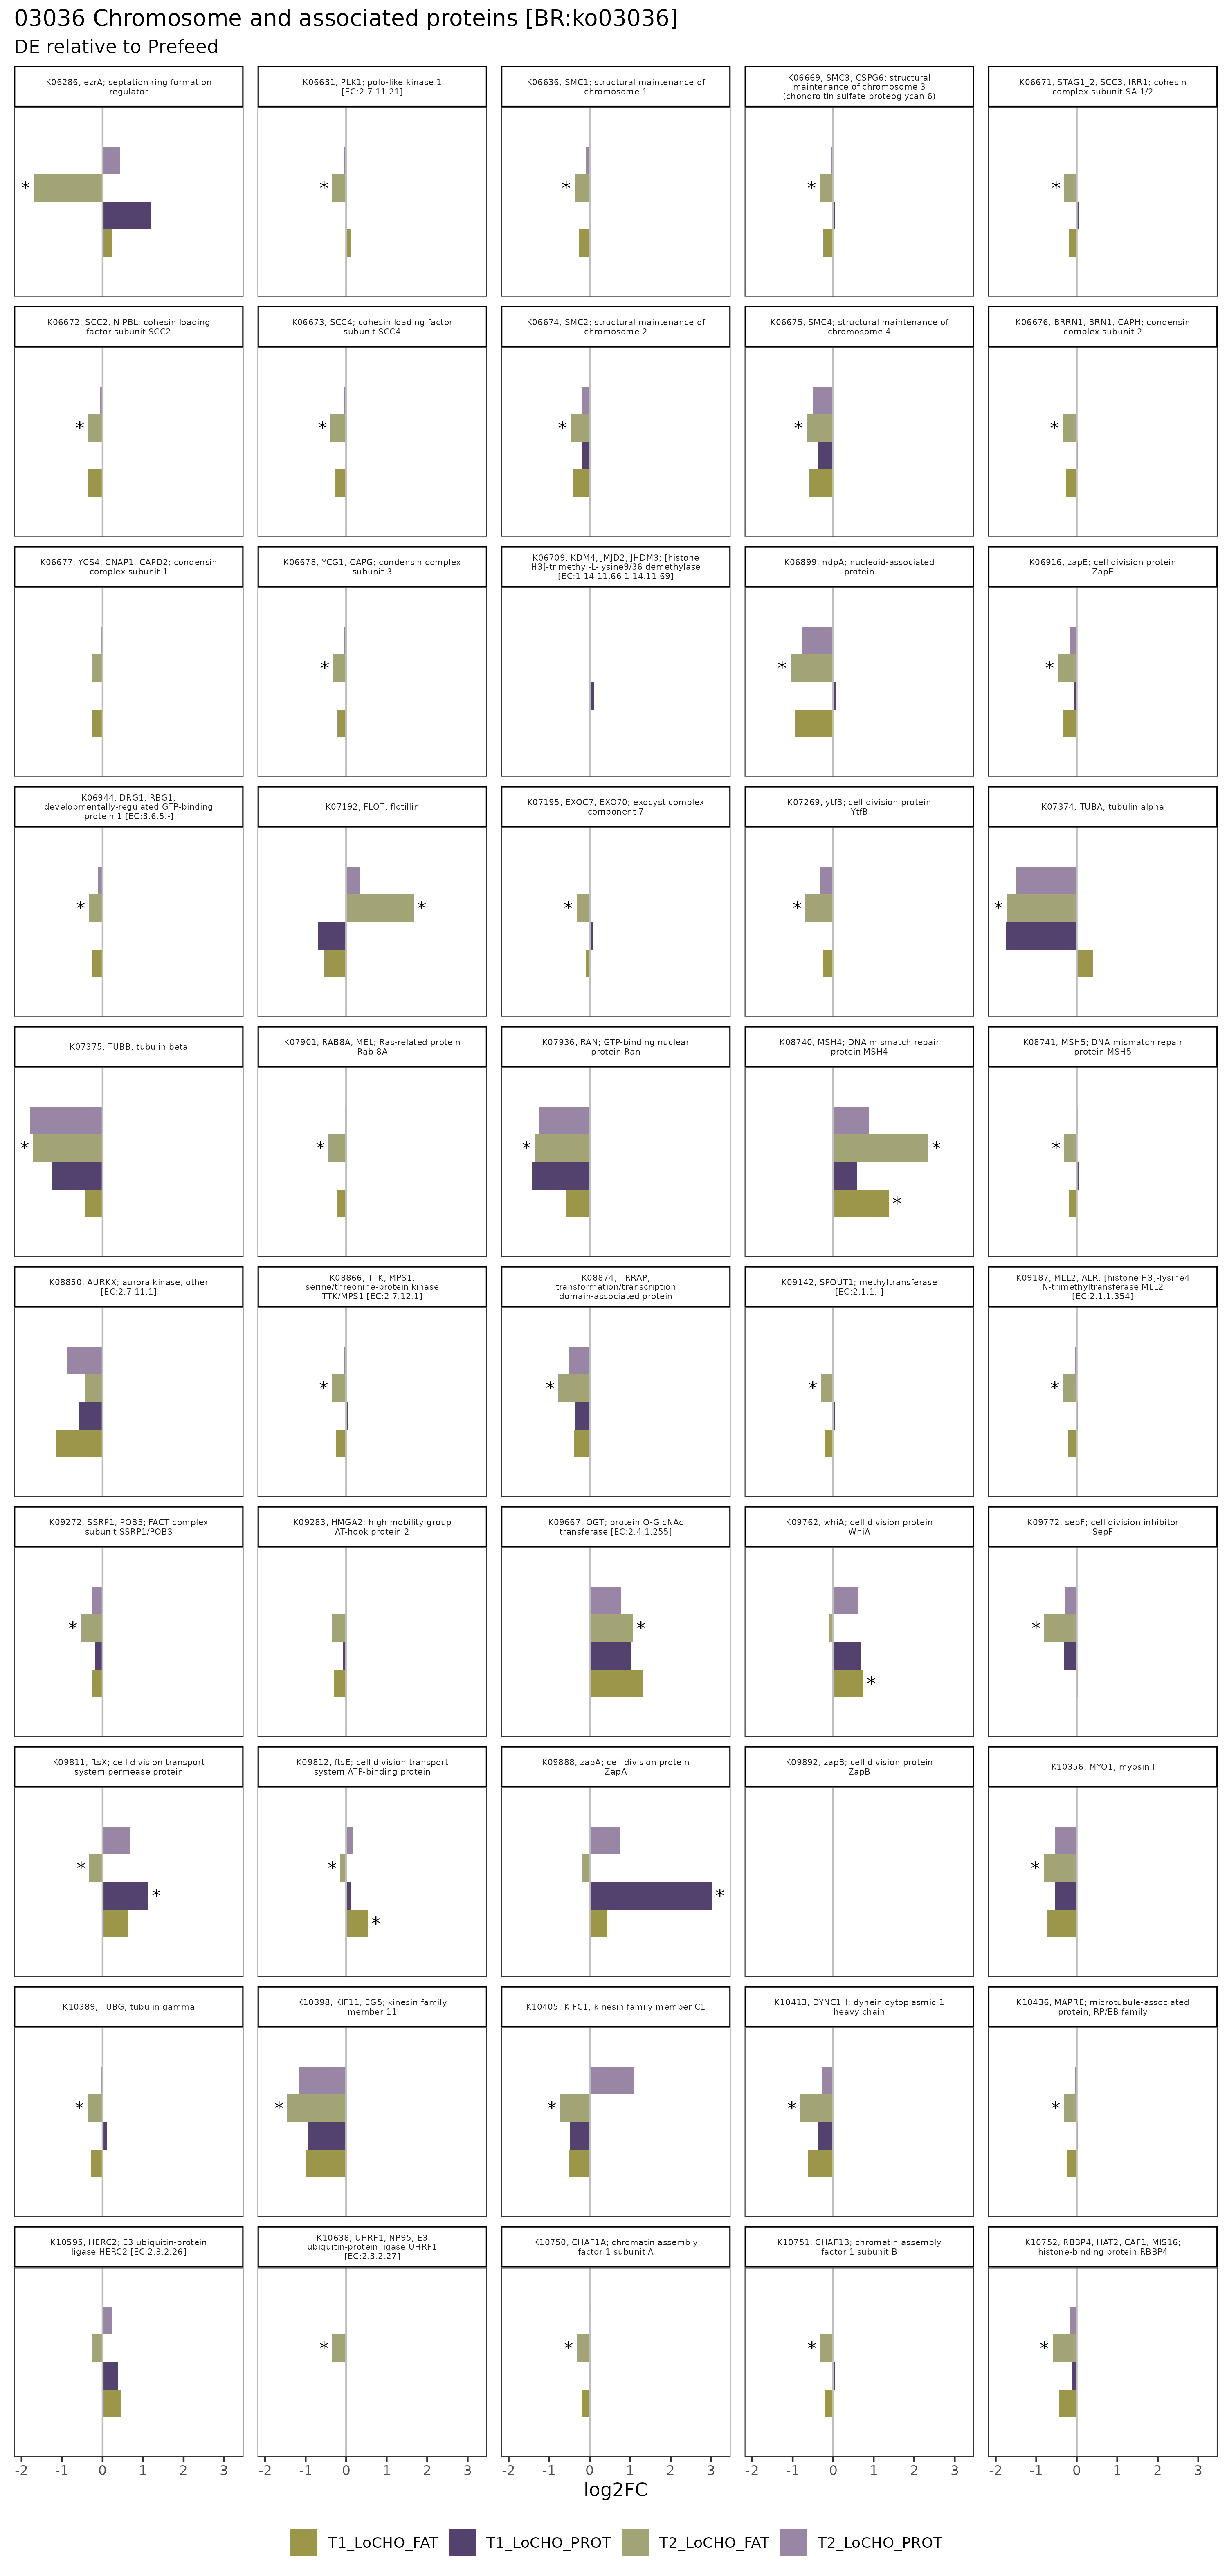 03036 Chromosome and associated proteins [BR:ko03036]
DE relative to Prefeed
K06286, ezrA; septation ring formation
regulator
K06631, PLK1; polo-like kinase 1
[EC:2.7.11.21]
K06636, SMC1; structural maintenance of
chromosome 1
K06669, SMC3, CSPG6; structural
maintenance of chromosome 3
(chondroitin sulfate proteoglycan 6)
K06671, STAG1_2, SCC3, IRR1; cohesin
complex subunit SA-1/2
*
*
*
*
*
K06672, SCC2, NIPBL; cohesin loading
factor subunit SCC2
K06673, SCC4; cohesin loading factor
subunit SCC4
K06674, SMC2; structural maintenance of
chromosome 2
K06675, SMC4; structural maintenance of
chromosome 4
K06676, BRRN1, BRN1, CAPH; condensin
complex subunit 2
*
*
*
*
*
K06677, YCS4, CNAP1, CAPD2; condensin
complex subunit 1
K06678, YCG1, CAPG; condensin complex
subunit 3
K06709, KDM4, JMJD2, JHDM3; [histone
H3]-trimethyl-L-lysine9/36 demethylase
[EC:1.14.11.66 1.14.11.69]
K06899, ndpA; nucleoid-associated
protein
K06916, zapE; cell division protein
ZapE
*
*
*
K06944, DRG1, RBG1;
developmentally-regulated GTP-binding
protein 1 [EC:3.6.5.-]
K07192, FLOT; flotillin
K07195, EXOC7, EXO70; exocyst complex
component 7
K07269, ytfB; cell division protein
YtfB
K07374, TUBA; tubulin alpha
*
*
*
*
*
K07375, TUBB; tubulin beta
K07901, RAB8A, MEL; Ras-related protein
Rab-8A
K07936, RAN; GTP-binding nuclear
protein Ran
K08740, MSH4; DNA mismatch repair
protein MSH4
K08741, MSH5; DNA mismatch repair
protein MSH5
*
*
*
*
*
*
K08850, AURKX; aurora kinase, other
[EC:2.7.11.1]
K08866, TTK, MPS1;
serine/threonine-protein kinase
TTK/MPS1 [EC:2.7.12.1]
K08874, TRRAP;
transformation/transcription
domain-associated protein
K09142, SPOUT1; methyltransferase
[EC:2.1.1.-]
K09187, MLL2, ALR; [histone H3]-lysine4
N-trimethyltransferase MLL2
[EC:2.1.1.354]
*
*
*
*
K09272, SSRP1, POB3; FACT complex
subunit SSRP1/POB3
K09283, HMGA2; high mobility group
AT-hook protein 2
K09667, OGT; protein O-GlcNAc
transferase [EC:2.4.1.255]
K09762, whiA; cell division protein
WhiA
K09772, sepF; cell division inhibitor
SepF
*
*
*
*
K09811, ftsX; cell division transport
system permease protein
K09812, ftsE; cell division transport
system ATP-binding protein
K09888, zapA; cell division protein
ZapA
K09892, zapB; cell division protein
ZapB
K10356, MYO1; myosin I
*
*
*
*
*
*
K10389, TUBG; tubulin gamma
K10398, KIF11, EG5; kinesin family
member 11
K10405, KIFC1; kinesin family member C1
K10413, DYNC1H; dynein cytoplasmic 1
heavy chain
K10436, MAPRE; microtubule-associated
protein, RP/EB family
*
*
*
*
*
K10595, HERC2; E3 ubiquitin-protein
ligase HERC2 [EC:2.3.2.26]
K10638, UHRF1, NP95; E3
ubiquitin-protein ligase UHRF1
[EC:2.3.2.27]
K10750, CHAF1A; chromatin assembly
factor 1 subunit A
K10751, CHAF1B; chromatin assembly
factor 1 subunit B
K10752, RBBP4, HAT2, CAF1, MIS16;
histone-binding protein RBBP4
*
*
*
*
-2 -1 0 1 2 3
-2 -1 0 1 2 3
-2 -1 0 1 2 3
-2 -1 0 1 2 3
-2 -1 0 1 2 3
log2FC
T1_LoCHO_FAT T1_LoCHO_PROT T2_LoCHO_FAT T2_LoCHO_PROT